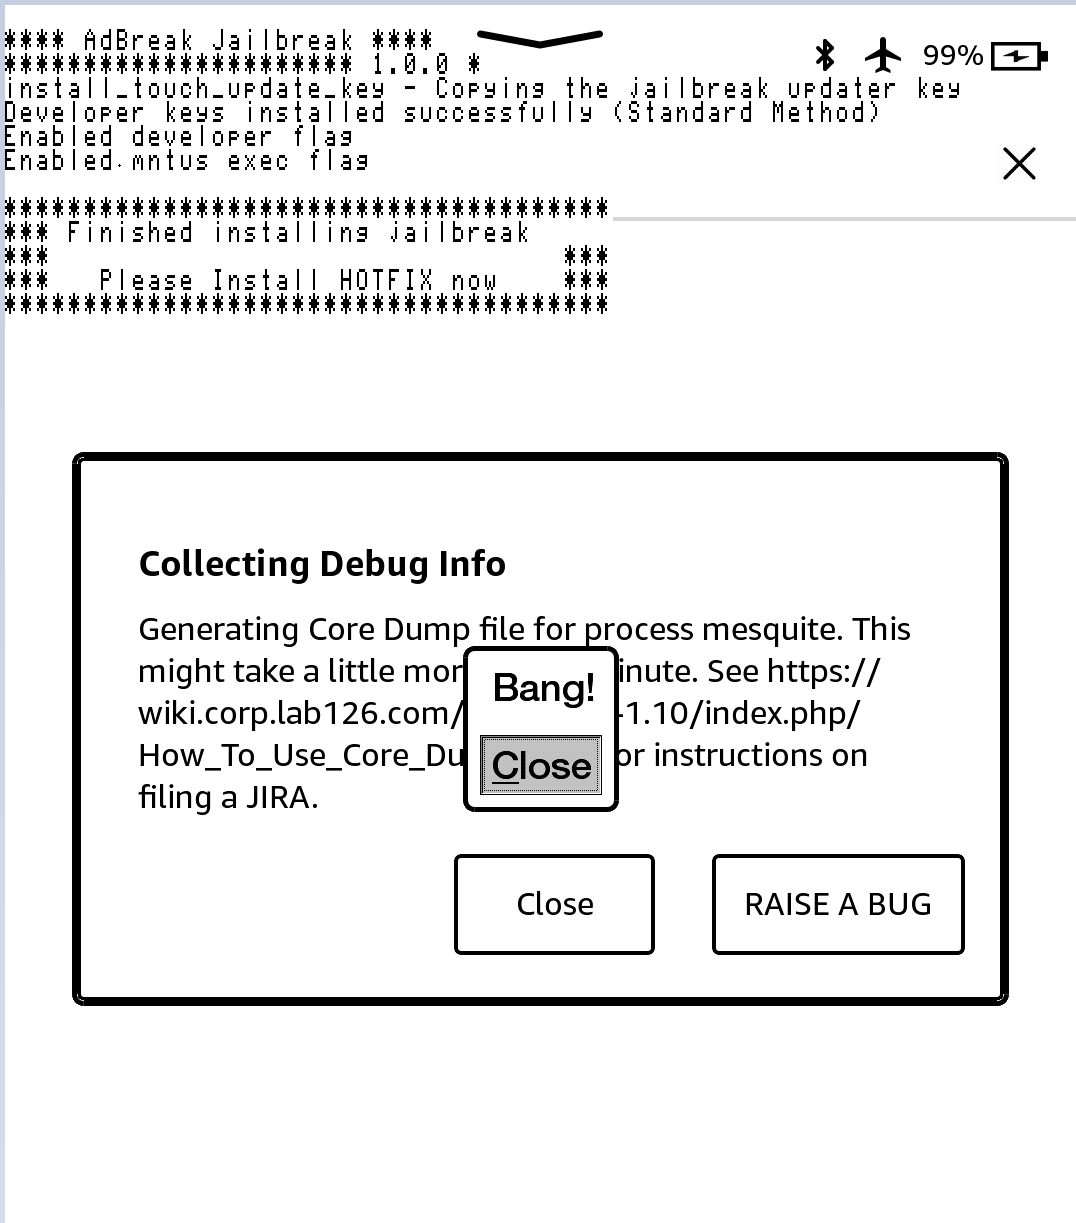 **** AdBreak Jailbreak ****
********************** 1.0.0 *
99%
install_touch_update_key - Copying the jailbreak updater key
Developer keys installed successfully (Standard Method)
Enabled developer flag
Enabled mntus exec flag
**************************************
*** Finished installing jailbreak
*** ***
*** Please Install HOTFIX now ***
**************************************
Collecting Debug Info
Generating Core Dump file for process mesquite. This
might take a little mor inute. See https://
wiki.corp.lab126.com/ -1.10/index.php/
How_To_Use_Core_Du or instructions on
filing a JIRA.
Bang!
Close
Close
RAISE A BUG